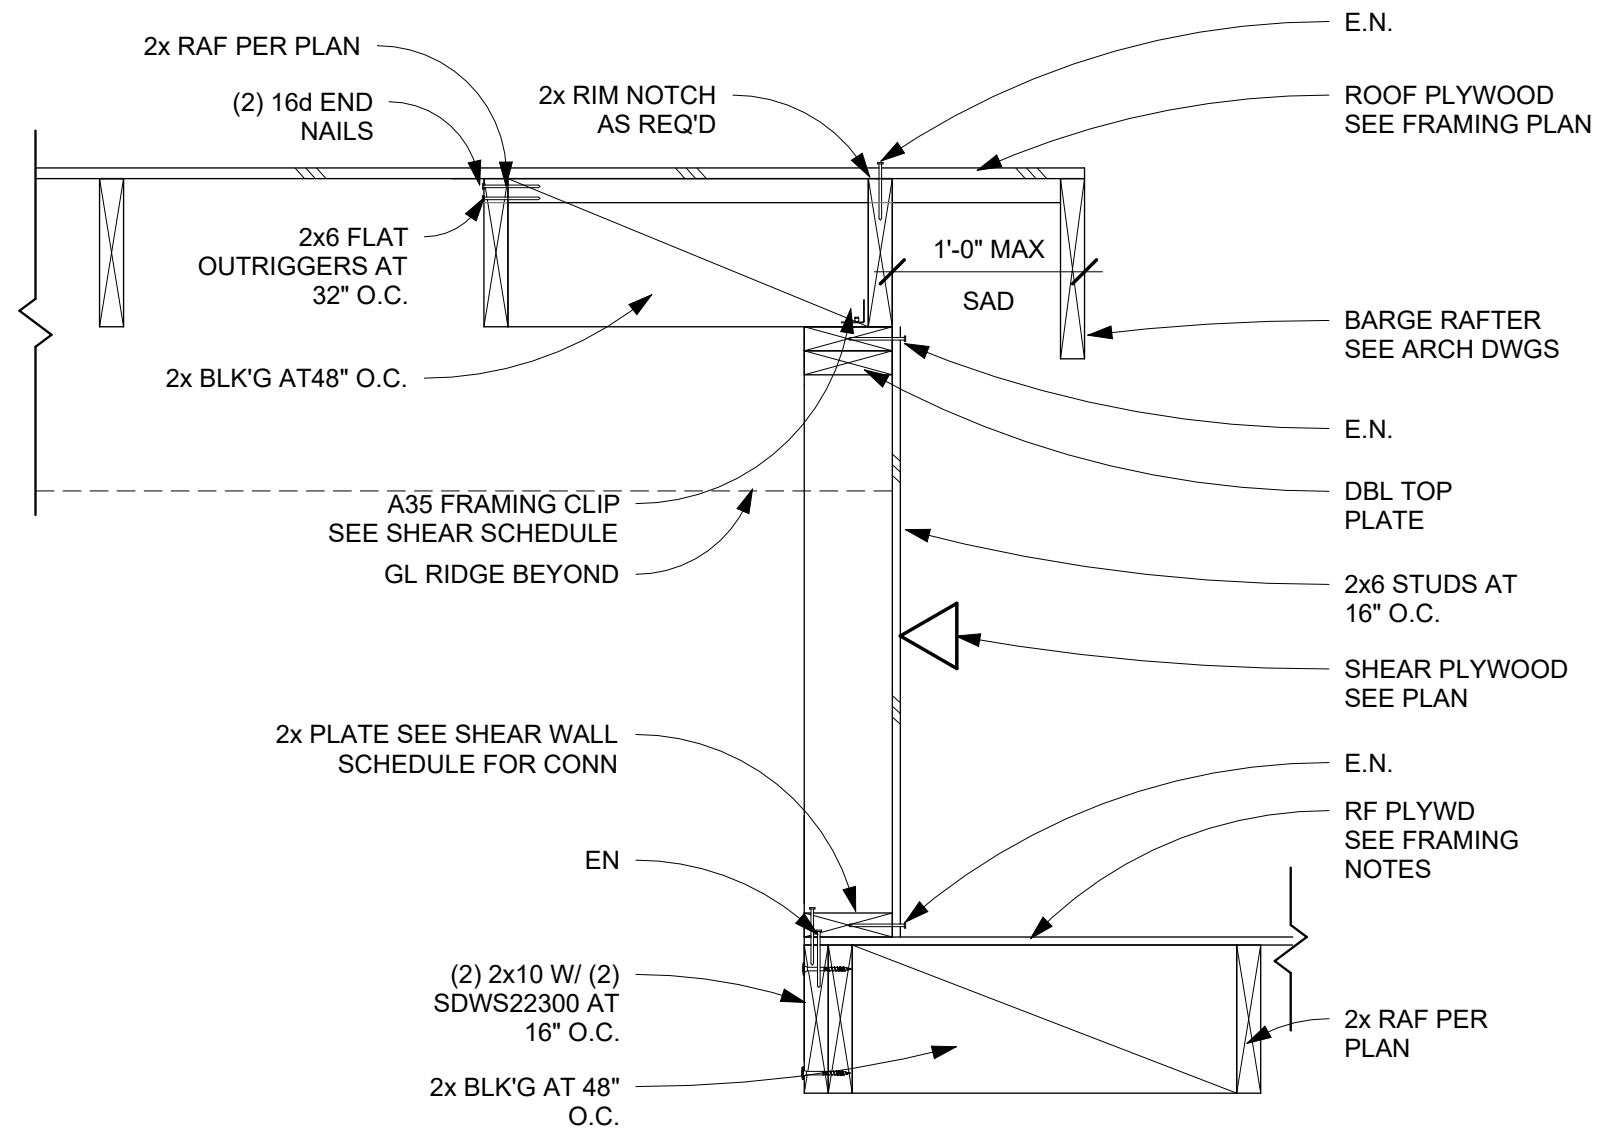 2x RAF PER PLAN
(2) 16d END
NAILS
2x RIM NOTCH
AS REQ'D
E.N.
ROOF PLYWOOD
SEE FRAMING PLAN
2x6 FLAT
OUTRIGGERS AT
32" O.C.
1'-0" MAX
SAD
BARGE RAFTER
SEE ARCH DWGS
2x BLK'G AT48" O.C.
E.N.
A35 FRAMING CLIP
SEE SHEAR SCHEDULE
DBL TOP
PLATE
GL RIDGE BEYOND
2x6 STUDS AT
16" O.C.
SHEAR PLYWOOD
SEE PLAN
2x PLATE SEE SHEAR WALL
SCHEDULE FOR CONN
E.N.
RF PLYWD
SEE FRAMING
NOTES
EN
(2) 2x10 W/ (2)
SDWS22300 AT
16" O.C.
2x RAF PER
PLAN
2x BLK'G AT 48"
O.C.